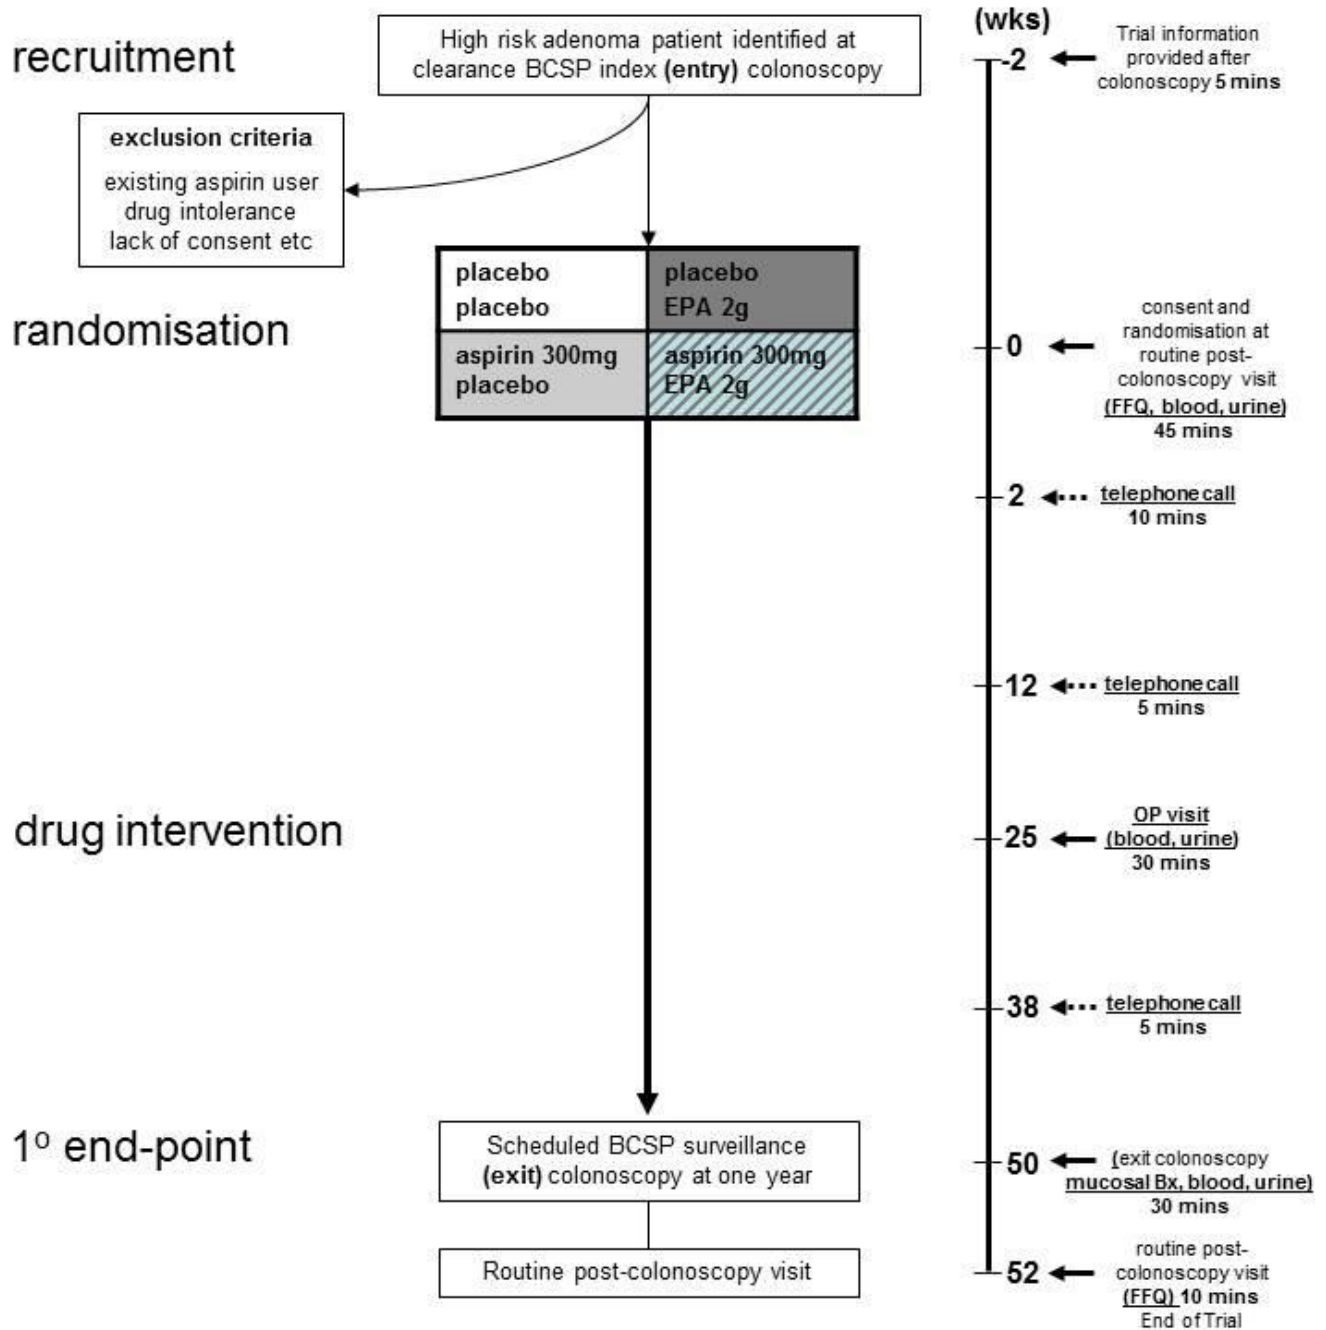 recruitment
High risk adenoma patient identified at
clearance BCSP index (entry) colonoscopy
exclusion criteria
existing aspirin user
drug intolerance
lack of consent etc
randomisation
placebo
placebo
placebo
EPA 2g
aspirin 300mg
placebo
aspirin 300mg
EPA 2g
drug intervention
1º end-point
Scheduled BCSP surveillance
(exit) colonoscopy at one year
Routine post-colonoscopy visit
(wks)
-2
Trial information
provided after
colonoscopy 5 mins
0
consent and
randomisation at
routine post-
colonoscopy visit
(FFQ, blood, urine)
45 mins
2
telephone call
10 mins
12
telephone call
5 mins
25
OP visit
(blood, urine)
30 mins
38
telephone call
5 mins
50
(exit colonoscopy
mucosal Bx, blood, urine)
30 mins
52
routine post-
colonoscopy visit
(FFQ) 10 mins
End of Trial